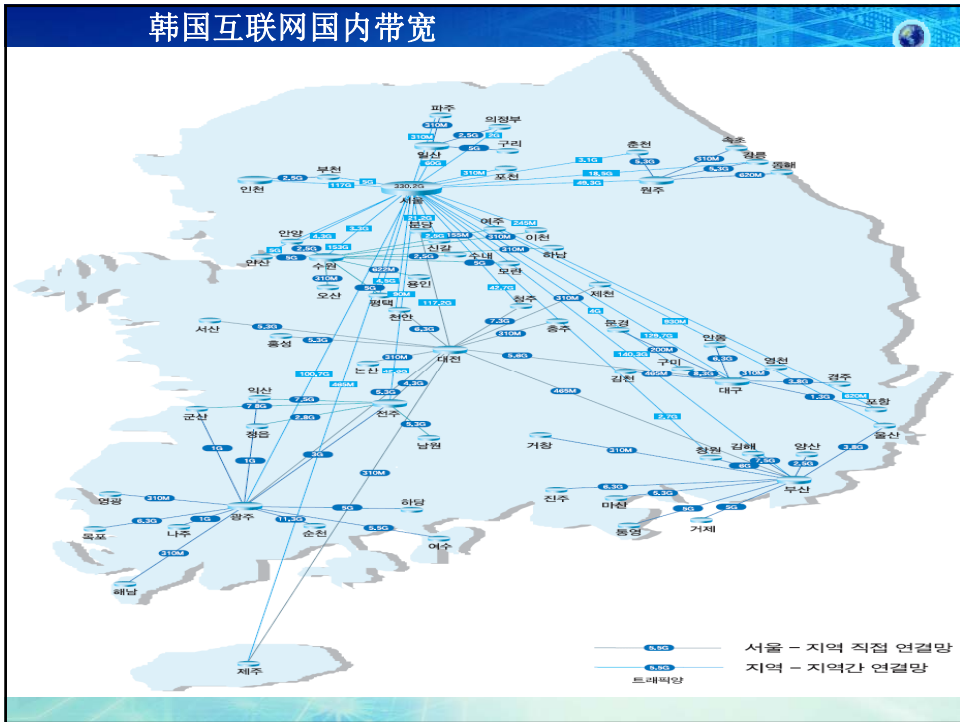 韩国互联网国内带宽
파주
310M
의정부
310M
2.5G
2G
일산
5G
구리
60G
춘천
속초
3.1G
310M
강릉
부천
310M
포천
5.3G
5.3G
동해
인천
2.5G
117G
5G
330.2G
18.5G
49.3G
원주
620M
서울
21.2G
분당
여주
245M
안양
4.3G
3.3G
2.5G
155M
310M
이천
5G
2.5G
153G
신갈
수대
310M
하남
안산
5G
수원
2.5G
5G
모란
622M
310M
4.5G
용인
42.7G
제천
오산
5G
90M
평택
117.2G
청주
310M
천안
4G
서산
5.3G
6.3G
7.3G
충주
문경
930M
홍성
5.3G
310M
129.7G
안동
대전
200M
310M
5.8G
140.3G
구미
6.3G
영천
논산
100.7G
465M
4.3G
465M
김천
465M
8.3G
310M
3.8G
경주
대구
익산
7.5G
5.3G
1.3G
620M
군산
7.8G
전주
포항
2.8G
2.7G
정읍
5.3G
울산
남원
거창
김해
양산
3.8G
1G
310M
창원
7.5G
1G
3G
6G
2.5G
310M
부산
영광
310M
6.3G
하당
진주
5.3G
광주
5G
마산
6.3G
1G
11.3G
5G
5G
목포
나주
순천
5.5G
통영
거제
310M
여수
해남
제주
5.5G
서울 – 지역 직접 연결망
5.5G
지역 – 지역간 연결망
트래픽양